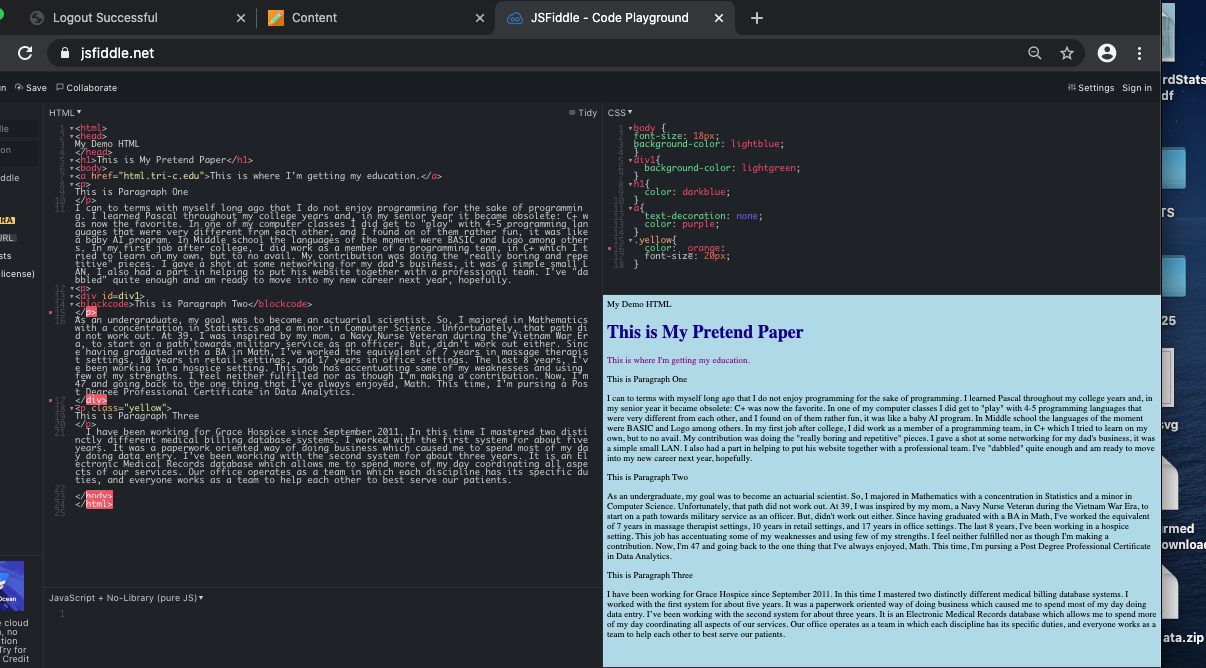 Logout Successful
Content
JSFiddle - Code Playground
jsfiddle.net
Save
Collaborate
Settings
Sign in
HTML
Tidy
CSS
1 <html>
2 <head>
3 My Demo HTML
4 </head>
5 <h1>This is My Pretend Paper</h1>
6 <body>
7 <a href="html.tri-c.edu">This is where I'm getting my education.</a>
8 <p>
9 This is Paragraph One
10 </p>
11 I can to terms with myself long ago that I do not enjoy programming for the sake of programmin
g. I learned Pascal throughout my college years and, in my senior year it became obsolete: C+ w
as now the favorite. In one of my computer classes I did get to "play" with 4-5 programming lan
guages that were very different from each other, and I found on of them rather fun, it was like
a baby AI program. In Middle school the languages of the moment were BASIC and Logo among other
s. In my first job after college, I did work as a member of a programming team, in C+ which I t
ried to learn on my own, but to no avail. My contribution was doing the "really boring and repe
titive" pieces. I gave a shot at some networking for my dad's business, it was a simple small L
AN. I also had a part in helping to put his website together with a professional team. I've "da
bbled" quite enough and am ready to move into my new career next year, hopefully.
12 <p>
13 <div id=div1>
14 <blockcode>This is Paragraph Two</blockcode>
15 </p>
16 As an undergraduate, my goal was to become an actuarial scientist. So, I majored in Mathematics
with a concentration in Statistics and a minor in Computer Science. Unfortunately, that path di
d not work out. At 39, I was inspired by my mom, a Navy Nurse Veteran during the Vietnam War Er
a, to start on a path towards military service as an officer. But, didn't work out either. Sinc
e having graduated with a BA in Math, I've worked the equivalent of 7 years in massage therapis
t settings, 10 years in retail settings, and 17 years in office settings. The last 8 years, I'v
e been working in a hospice setting. This job has accentuating some of my weaknesses and using
few of my strengths. I feel neither fulfilled nor as though I'm making a contribution. Now, I'm
47 and going back to the one thing that I've always enjoyed, Math. This time, I'm pursing a Pos
t Degree Professional Certificate in Data Analytics.
17 </div>
18 <p class="yellow">
19 This is Paragraph Three
20 </p>
21 I have been working for Grace Hospice since September 2011. In this time I mastered two disti
nctly different medical billing database systems. I worked with the first system for about five
years. It was a paperwork oriented way of doing business which caused me to spend most of my da
y doing data entry. I've been working with the second system for about three years. It is an El
ectronic Medical Records database which allows me to spend more of my day coordinating all aspe
cts of our services. Our office operates as a team in which each discipline has its specific du
ties, and everyone works as a team to help each other to best serve our patients.
22
23 </body>
24 </html>
25
1 body {
2 font-size: 18px;
3 background-color: lightblue;
4 }
5 div1{
6 background-color: lightgreen;
7 }
8 h1{
9 color: darkblue;
10 }
11 a{
12 text-decoration: none;
13 color: purple;
14 }
15 .yellow{
16 color: orange:
17 font-size: 20px;
18 }
My Demo HTML
This is My Pretend Paper
This is where I'm getting my education.
This is Paragraph One
I can to terms with myself long ago that I do not enjoy programming for the sake of programming. I learned Pascal throughout my college years and, in
my senior year it became obsolete: C+ was now the favorite. In one of my computer classes I did get to "play" with 4-5 programming languages that
were very different from each other, and I found on of them rather fun, it was like a baby AI program. In Middle school the languages of the moment
were BASIC and Logo among others. In my first job after college, I did work as a member of a programming team, in C+ which I tried to learn on my
own, but to no avail. My contribution was doing the "really boring and repetitive" pieces. I gave a shot at some networking for my dad's business, it was
a simple small LAN. I also had a part in helping to put his website together with a professional team. I've "dabbled" quite enough and am ready to move
into my new career next year, hopefully.
This is Paragraph Two
As an undergraduate, my goal was to become an actuarial scientist. So, I majored in Mathematics with a concentration in Statistics and a minor in
Computer Science. Unfortunately, that path did not work out. At 39, I was inspired by my mom, a Navy Nurse Veteran during the Vietnam War Era, to
start on a path towards military service as an officer. But, didn't work out either. Since having graduated with a BA in Math, I've worked the equivalent
of 7 years in massage therapist settings, 10 years in retail settings, and 17 years in office settings. The last 8 years, I've been working in a hospice
setting. This job has accentuating some of my weaknesses and using few of my strengths. I feel neither fulfilled nor as though I'm making a
contribution. Now, I'm 47 and going back to the one thing that I've always enjoyed, Math. This time, I'm pursing a Post Degree Professional Certificate
in Data Analytics.
This is Paragraph Three
I have been working for Grace Hospice since September 2011. In this time I mastered two distinctly different medical billing database systems. I
worked with the first system for about five years. It was a paperwork oriented way of doing business which caused me to spend most of my day doing
data entry. I've been working with the second system for about three years. It is an Electronic Medical Records database which allows me to spend more
of my day coordinating all aspects of our services. Our office operates as a team in which each discipline has its specific duties, and everyone works as a
team to help each other to best serve our patients.
JavaScript + No-Library (pure JS)
1
license)
cloud
, no
Try for
Credit
rdStats
df
TS
25
svg
irmed
ownload
ata.zip